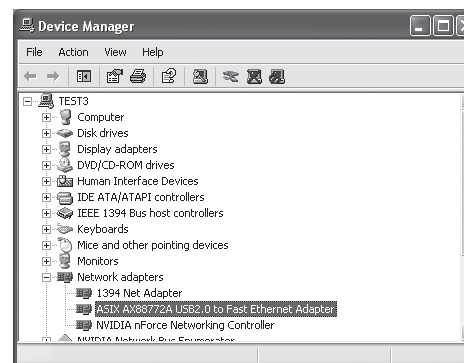 Device Manager
File Action View Help
TEST3
Computer
Disk drives
Display adapters
DVD/CD-ROM drives
Human Interface Devices
IDE ATA/ATAPI controllers
IEEE 1394 Bus host controllers
Keyboards
Mice and other pointing devices
Monitors
Network adapters
1394 Net Adapter
ASIX AX88772A USB2.0 to Fast Ethernet Adapter
NVIDIA nForce Networking Controller
NVIDIA Network Bus Enumerator